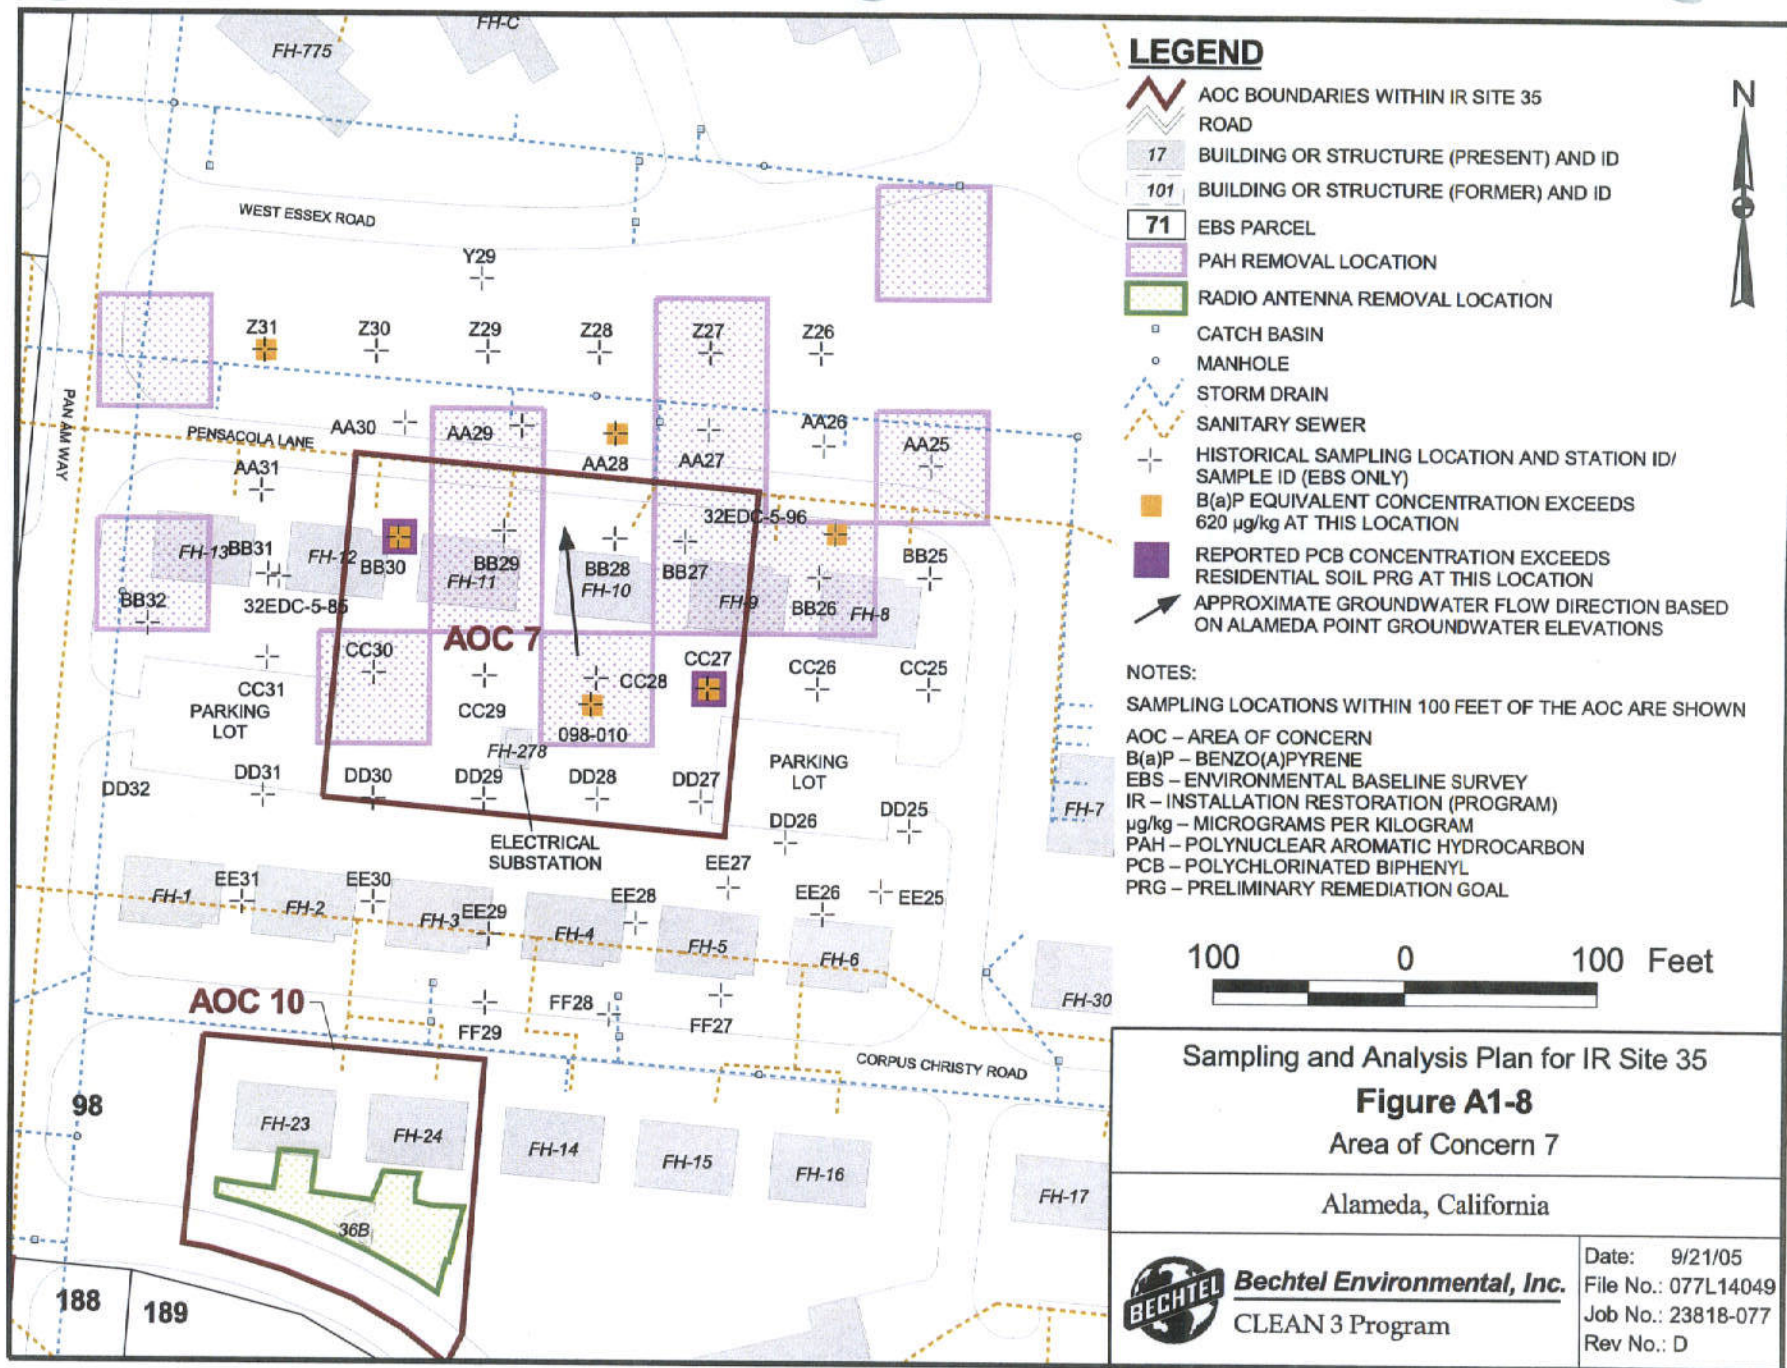 FH-775
FH-C
WEST ESSEX ROAD
Y29
Z31
Z30
Z29
Z28
Z27
Z26
PAN AM WAY
PENSACOLA LANE
AA30
AA29
AA28
AA27
AA26
AA25
AA31
32EDC-5-96
FH-13
BB31
FH-12
BB30
BB29
FH-11
BB28
FH-10
BB27
FH-9
BB26
FH-8
BB25
BB32
32EDC-5-85
AOC 7
CC30
CC31
CC29
CC28
CC27
CC26
CC25
PARKING
LOT
098-010
FH-278
PARKING
LOT
DD32
DD31
DD30
DD29
DD28
DD27
DD26
DD25
FH-7
ELECTRICAL
SUBSTATION
EE27
FH-1
EE31
FH-2
EE30
FH-3
EE29
FH-4
EE28
FH-5
EE26
FH-6
EE25
AOC 10
FF29
FF28
FF27
FH-30
CORPUS CHRISTY ROAD
98
FH-23
FH-24
FH-14
FH-15
FH-16
FH-17
36B
188
189
LEGEND
AOC BOUNDARIES WITHIN IR SITE 35
ROAD
17 BUILDING OR STRUCTURE (PRESENT) AND ID
101 BUILDING OR STRUCTURE (FORMER) AND ID
71 EBS PARCEL
PAH REMOVAL LOCATION
RADIO ANTENNA REMOVAL LOCATION
CATCH BASIN
MANHOLE
STORM DRAIN
SANITARY SEWER
HISTORICAL SAMPLING LOCATION AND STATION ID/
SAMPLE ID (EBS ONLY)
B(a)P EQUIVALENT CONCENTRATION EXCEEDS
620 µg/kg AT THIS LOCATION
REPORTED PCB CONCENTRATION EXCEEDS
RESIDENTIAL SOIL PRG AT THIS LOCATION
APPROXIMATE GROUNDWATER FLOW DIRECTION BASED
ON ALAMEDA POINT GROUNDWATER ELEVATIONS
N
NOTES:
SAMPLING LOCATIONS WITHIN 100 FEET OF THE AOC ARE SHOWN
AOC – AREA OF CONCERN
B(a)P – BENZO(A)PYRENE
EBS – ENVIRONMENTAL BASELINE SURVEY
IR – INSTALLATION RESTORATION (PROGRAM)
µg/kg – MICROGRAMS PER KILOGRAM
PAH – POLYNUCLEAR AROMATIC HYDROCARBON
PCB – POLYCHLORINATED BIPHENYL
PRG – PRELIMINARY REMEDIATION GOAL
100 0 100 Feet
Sampling and Analysis Plan for IR Site 35
Figure A1-8
Area of Concern 7
Alameda, California
BECHTEL
Bechtel Environmental, Inc.
CLEAN 3 Program
Date: 9/21/05
File No.: 077L14049
Job No.: 23818-077
Rev No.: D